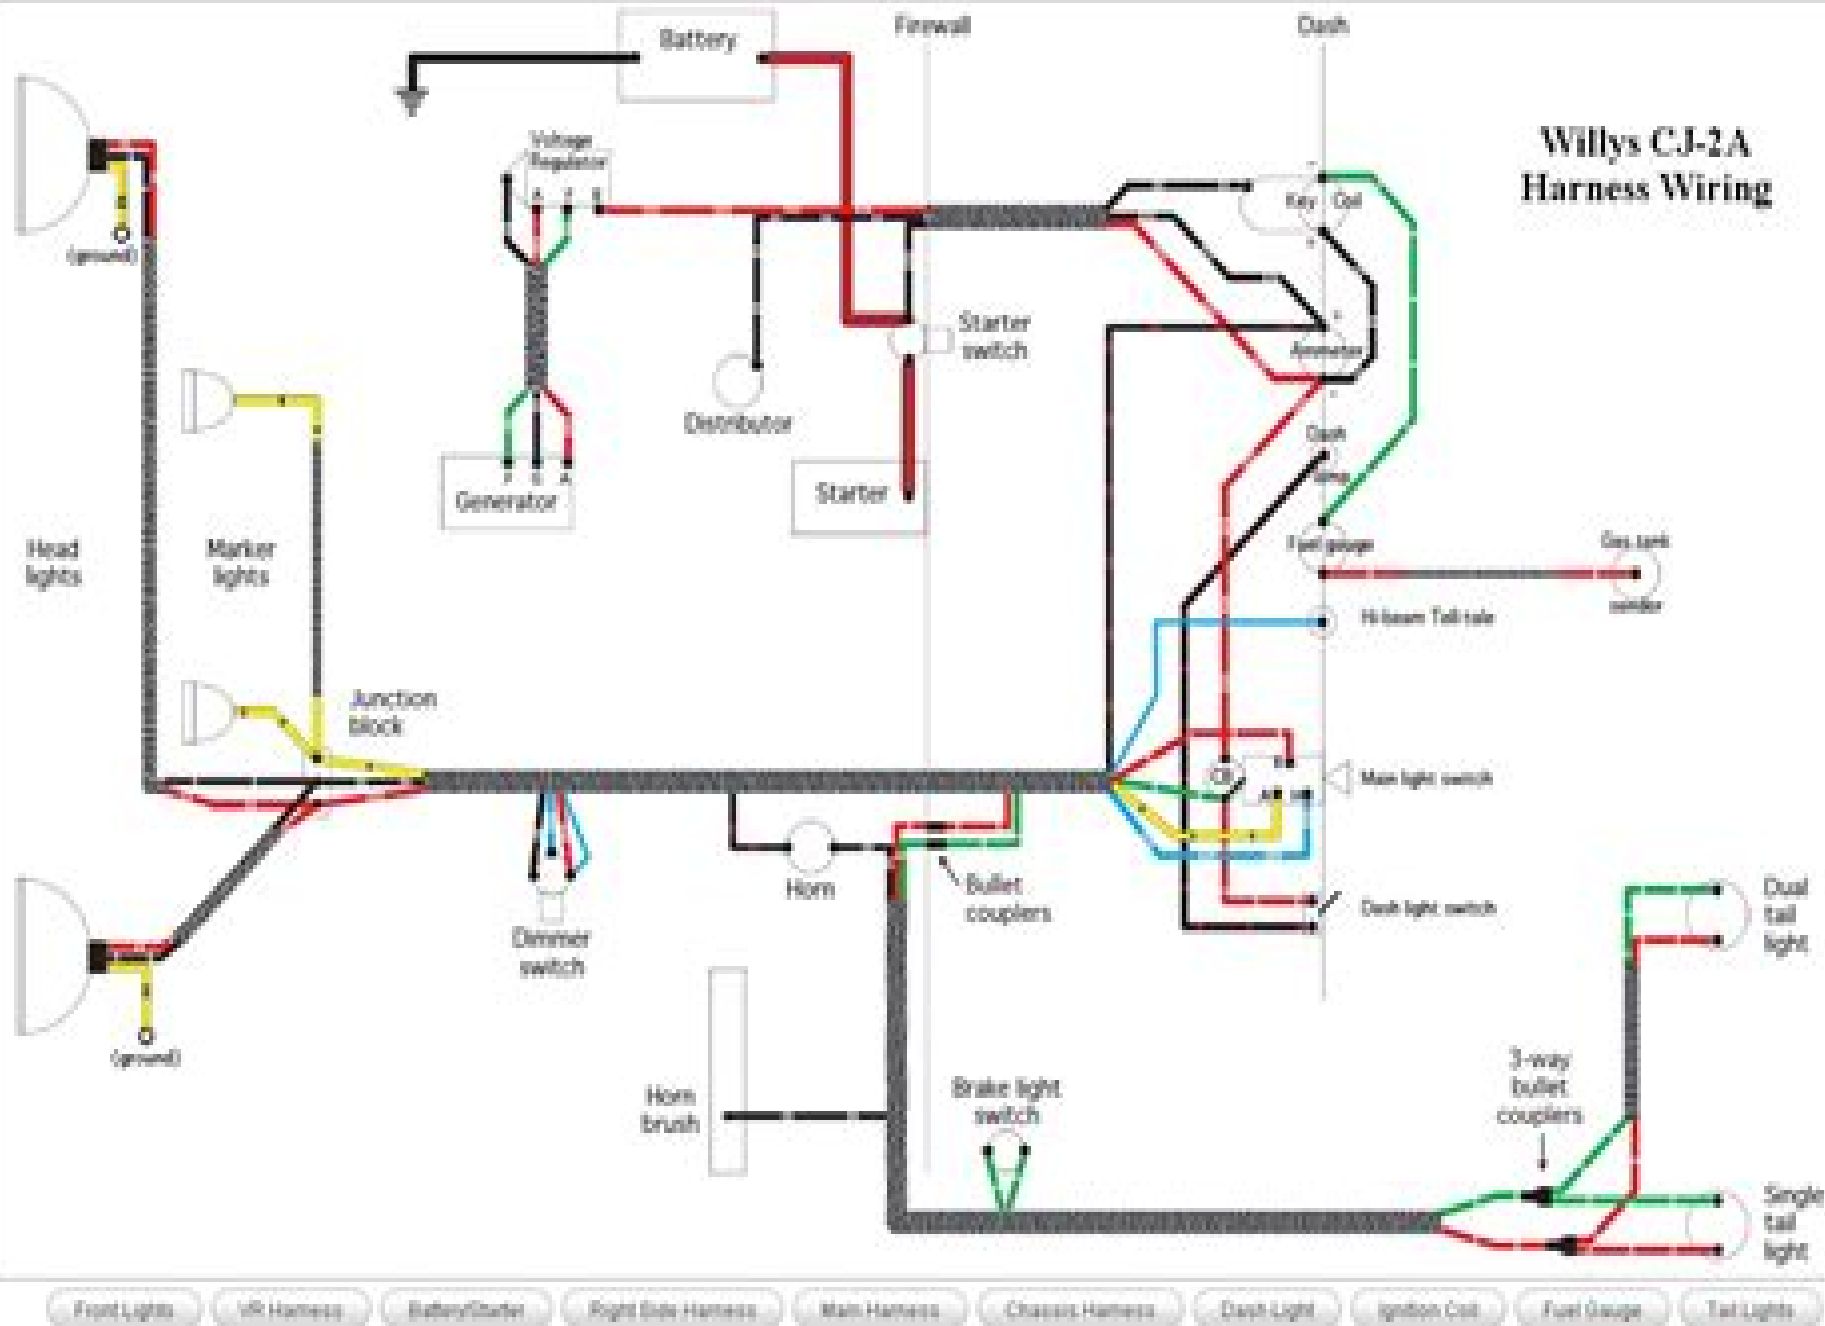 Battery
Firewall
Dash
Willys CJ-2A
Harness Wiring
Voltage
Regulator
A
F
B
(ground)
Key
Coil
Starter
switch
Ammeter
Distributor
Dash
lamp
Starter
F
G
A
Generator
Head
lights
Marker
lights
Fuel gauge
Gas tank
sender
Hi-beam Tell tale
Junction
block
CB
B
A
H
Main light switch
Horn
Bullet
couplers
Dash light switch
Dual
tail
light
Dimmer
switch
(ground)
Horn
brush
Brake light
switch
3-way
bullet
couplers
Single
tail
light
Front Lights
VR Harness
Battery/Starter
Right Side Harness
Main Harness
Chassis Harness
Dash Light
Ignition Coil
Fuel Gauge
Tail Lights